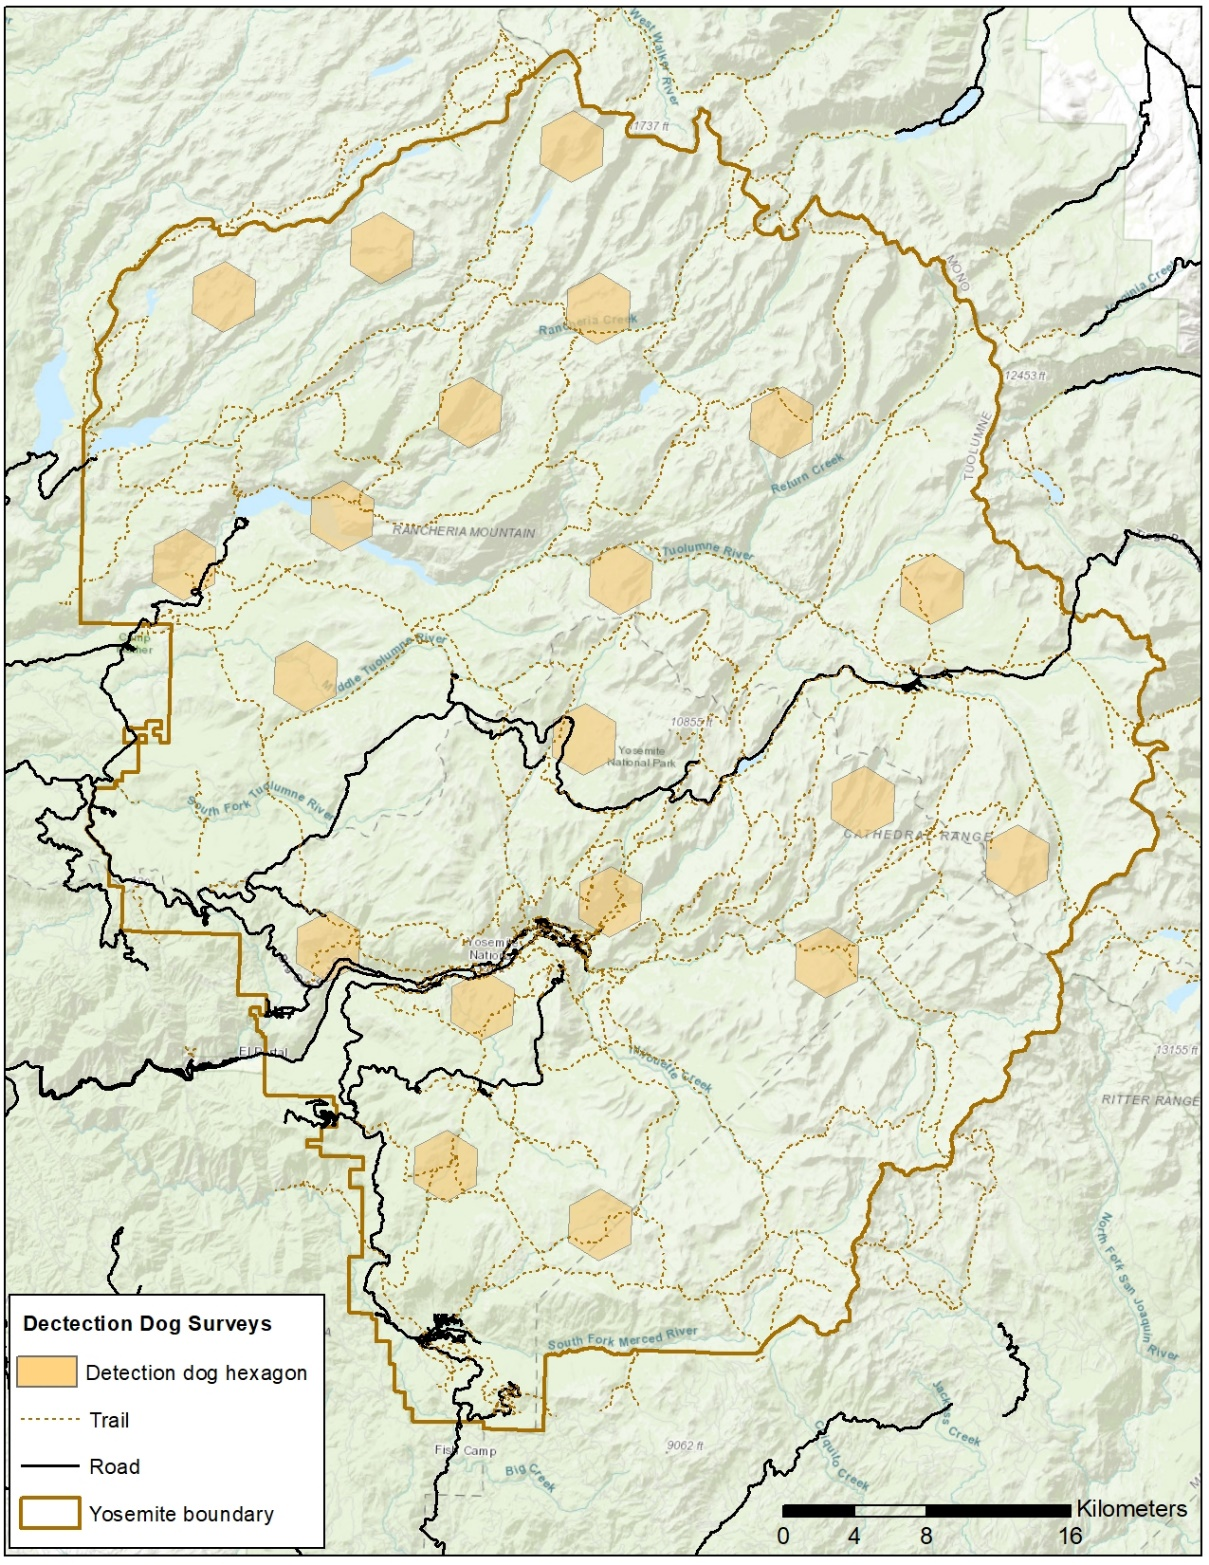 West Walker River
1737 ft
MONO
Virginia Creek
Rancheria Creek
12453 ft
TUOLUMNE
Return Creek
RANCHERIA MOUNTAIN
Tuolumne River
Middle Tuolumne River
10855 ft
Yosemite
National Park
South Fork Tuolumne River
CATHEDRAL RANGE
El Portal
13155 ft
RITTER RANGE
North Fork San Joaquin River
South Fork Merced River
Fish Camp
Big Creek
9062 ft
Chiquito Creek
Jackass Creek
Dectection Dog Surveys
Detection dog hexagon
Trail
Road
Yosemite boundary
Kilometers
0 4 8 16